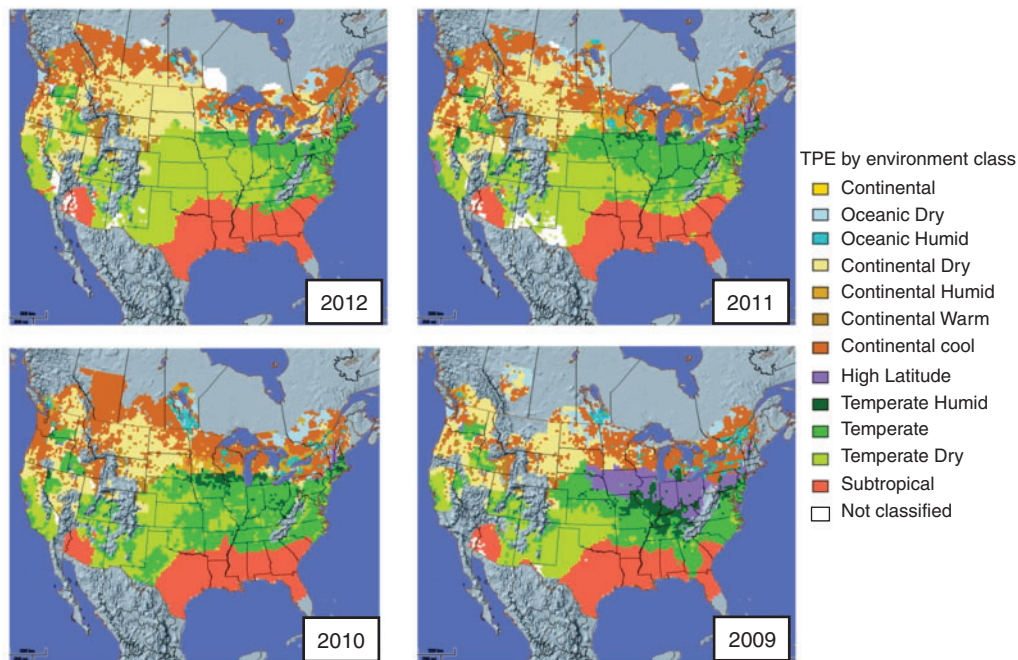 2012
2011
TPE by environment class
Continental
Oceanic Dry
Oceanic Humid
Continental Dry
Continental Humid
Continental Warm
Continental cool
High Latitude
Temperate Humid
Temperate
Temperate Dry
Subtropical
Not classified
2010
2009